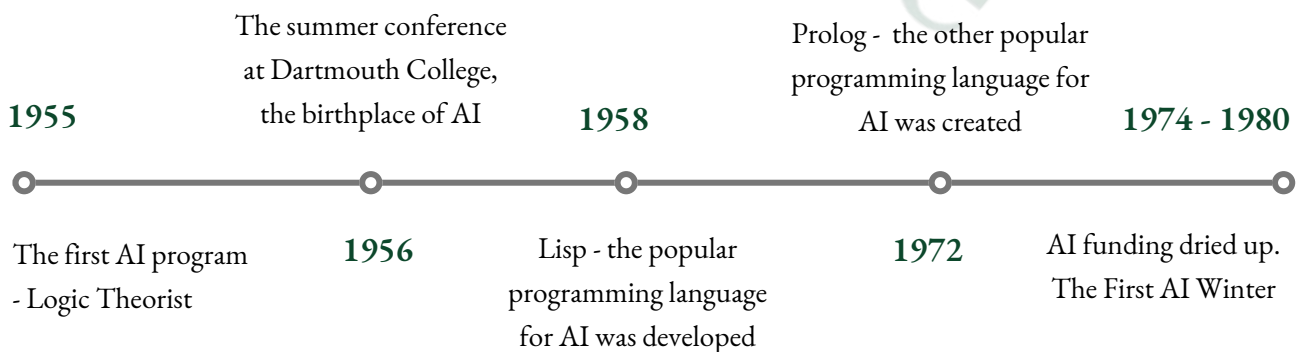 1955
The first AI program
- Logic Theorist
The summer conference
at Dartmouth College,
the birthplace of AI
1956
1958
Lisp - the popular
programming language
for AI was developed
Prolog -  the other popular
programming language for
AI was created
1972
1974 - 1980
AI funding dried up.
The First AI Winter